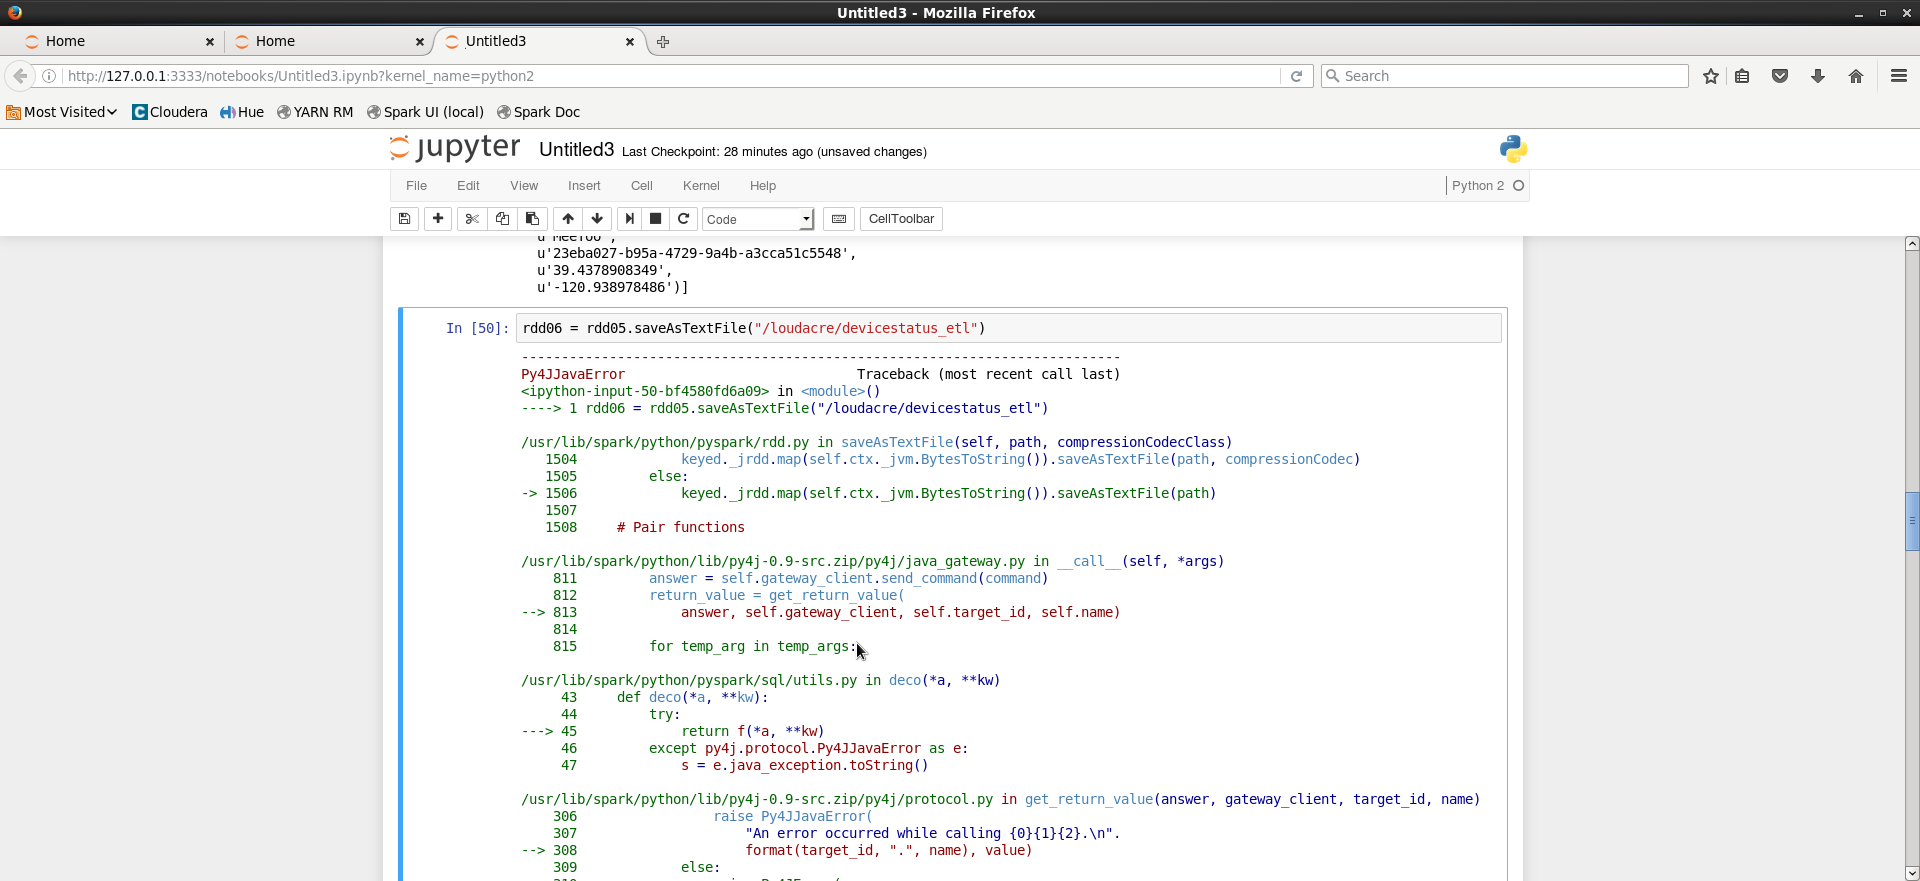 Untitled3 - Mozilla Firefox
Home
Home
Untitled3
http://127.0.0.1:3333/notebooks/Untitled3.ipynb?kernel_name=python2
Search
Most Visited
Cloudera
Hue
YARN RM
Spark UI (local)
Spark Doc
jupyter Untitled3 Last Checkpoint: 28 minutes ago (unsaved changes)
File Edit View Insert Cell Kernel Help
Python 2
Code
CellToolbar
u'MeeToo',
u'23eba027-b95a-4729-9a4b-a3cca51c5548',
u'39.4378908349',
u'-120.938978486')]
In [50]: rdd06 = rdd05.saveAsTextFile("/loudacre/devicestatus_etl")
---------------------------------------------------------------------------
Py4JJavaError                             Traceback (most recent call last)
<ipython-input-50-bf4580fd6a09> in <module>()
----> 1 rdd06 = rdd05.saveAsTextFile("/loudacre/devicestatus_etl")
/usr/lib/spark/python/pyspark/rdd.py in saveAsTextFile(self, path, compressionCodecClass)
   1504             keyed._jrdd.map(self.ctx._jvm.BytesToString()).saveAsTextFile(path, compressionCodec)
   1505         else:
-> 1506             keyed._jrdd.map(self.ctx._jvm.BytesToString()).saveAsTextFile(path)
   1507
   1508     # Pair functions
/usr/lib/spark/python/lib/py4j-0.9-src.zip/py4j/java_gateway.py in __call__(self, *args)
    811         answer = self.gateway_client.send_command(command)
    812         return_value = get_return_value(
--> 813             answer, self.gateway_client, self.target_id, self.name)
    814
    815         for temp_arg in temp_args:
/usr/lib/spark/python/pyspark/sql/utils.py in deco(*a, **kw)
     43     def deco(*a, **kw):
     44         try:
---> 45             return f(*a, **kw)
     46         except py4j.protocol.Py4JJavaError as e:
     47             s = e.java_exception.toString()
/usr/lib/spark/python/lib/py4j-0.9-src.zip/py4j/protocol.py in get_return_value(answer, gateway_client, target_id, name)
    306                 raise Py4JJavaError(
    307                     "An error occurred while calling {0}{1}{2}.\n".
--> 308                     format(target_id, ".", name), value)
    309             else: